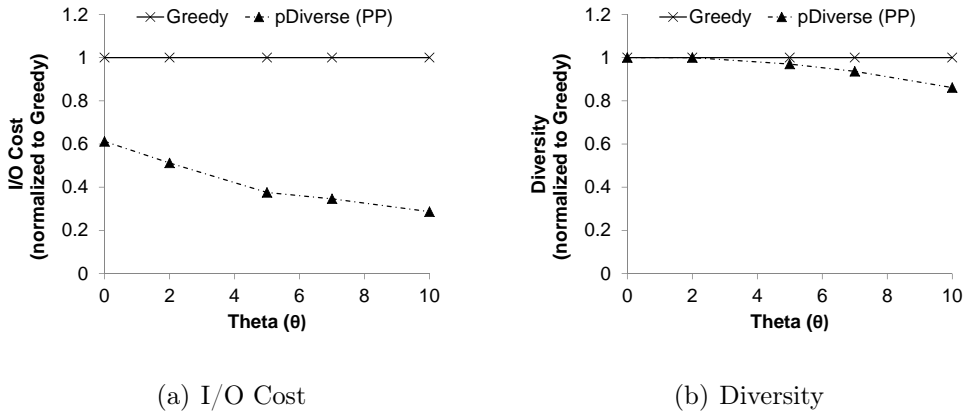 Greedy pDiverse (PP)
1.2
1
0.8
0.6
0.4
0.2
0
I/O Cost
(normalized to Greedy)
0 2 4 6 8 10
Theta (θ)
(a) I/O Cost
Greedy pDiverse (PP)
1.2
1
0.8
0.6
0.4
0.2
0
Diversity
(normalized to Greedy)
0 2 4 6 8 10
Theta (θ)
(b) Diversity